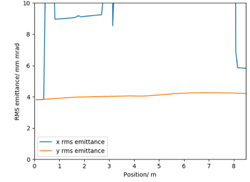 10
8
6
4
2
0
RMS emittance/ mm mrad
x rms emittance
y rms emittance
0 1 2 3 4 5 6 7 8
Position/ m